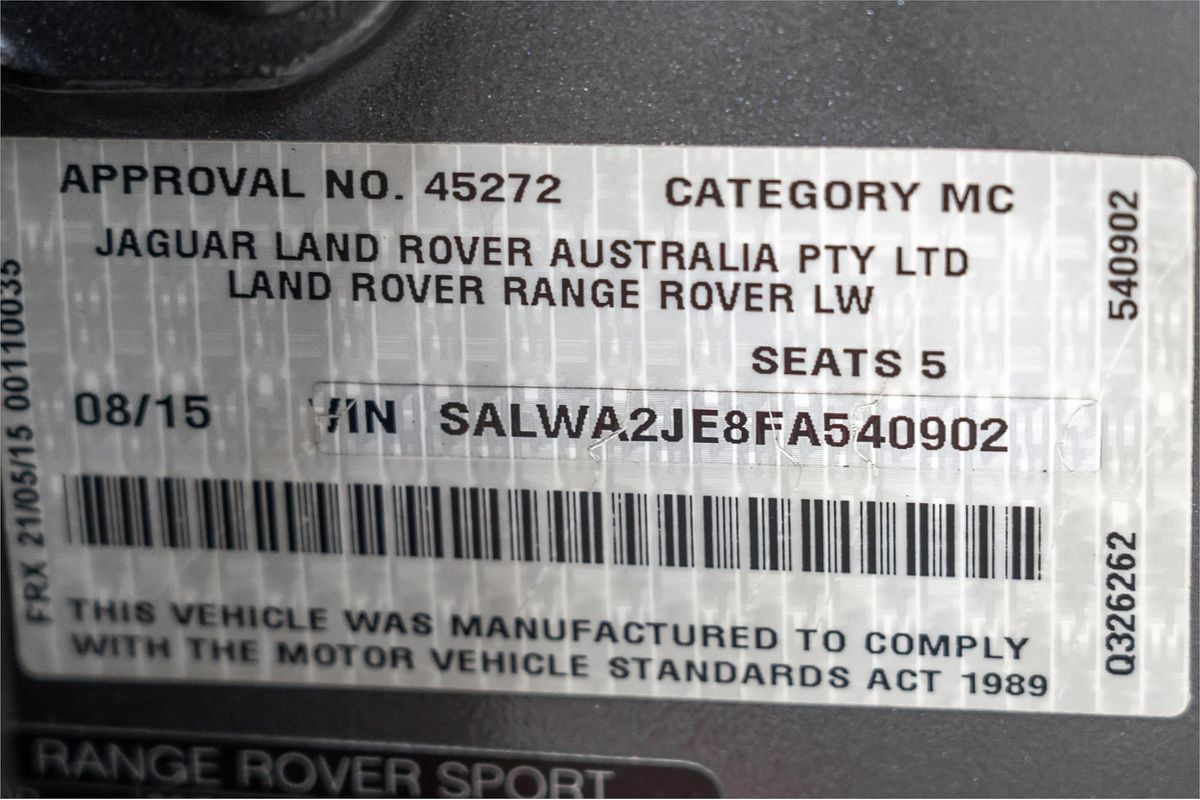 APPROVAL NO. 45272 CATEGORY MC
JAGUAR LAND ROVER AUSTRALIA PTY LTD
LAND ROVER RANGE ROVER LW
SEATS 5
08/15 VIN SALWA2JE8FA540902
THIS VEHICLE WAS MANUFACTURED TO COMPLY
WITH THE MOTOR VEHICLE STANDARDS ACT 1989
FRX 21/05/15 00110035
540902
Q326262
RANGE ROVER SPORT